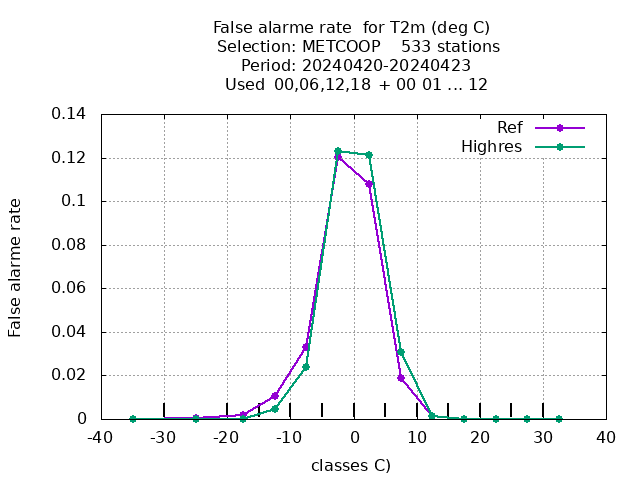 False alarme rate  for T2m (deg C)
Selection: METCOOP    533 stations
Period: 20240420-20240423
Used  00,06,12,18  + 00 01 ... 12
Ref
Highres
0.14
0.12
0.1
0.08
0.06
0.04
0.02
0
False alarme rate
-40 -30 -20 -10 0 10 20 30 40
classes C)